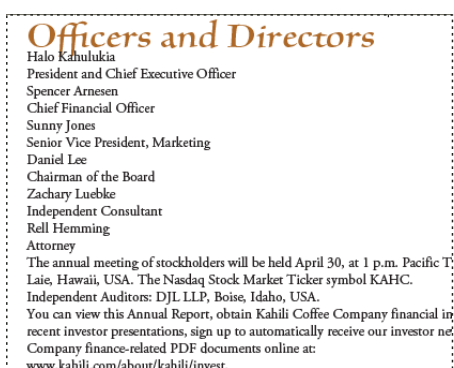 Officers and Directors
Halo Kahulukia
President and Chief Executive Officer
Spencer Arnesen
Chief Financial Officer
Sunny Jones
Senior Vice President, Marketing
Daniel Lee
Chairman of the Board
Zachary Luebke
Independent Consultant
Rell Hemming
Attorney
The annual meeting of stockholders will be held April 30, at 1 p.m. Pacific T
Laie, Hawaii, USA. The Nasdaq Stock Market Ticker symbol KAHC.
Independent Auditors: DJL LLP, Boise, Idaho, USA.
You can view this Annual Report, obtain Kahili Coffee Company financial in
recent investor presentations, sign up to automatically receive our investor ne
Company finance-related PDF documents online at:
www.kahili.com/about/kahili/invest.